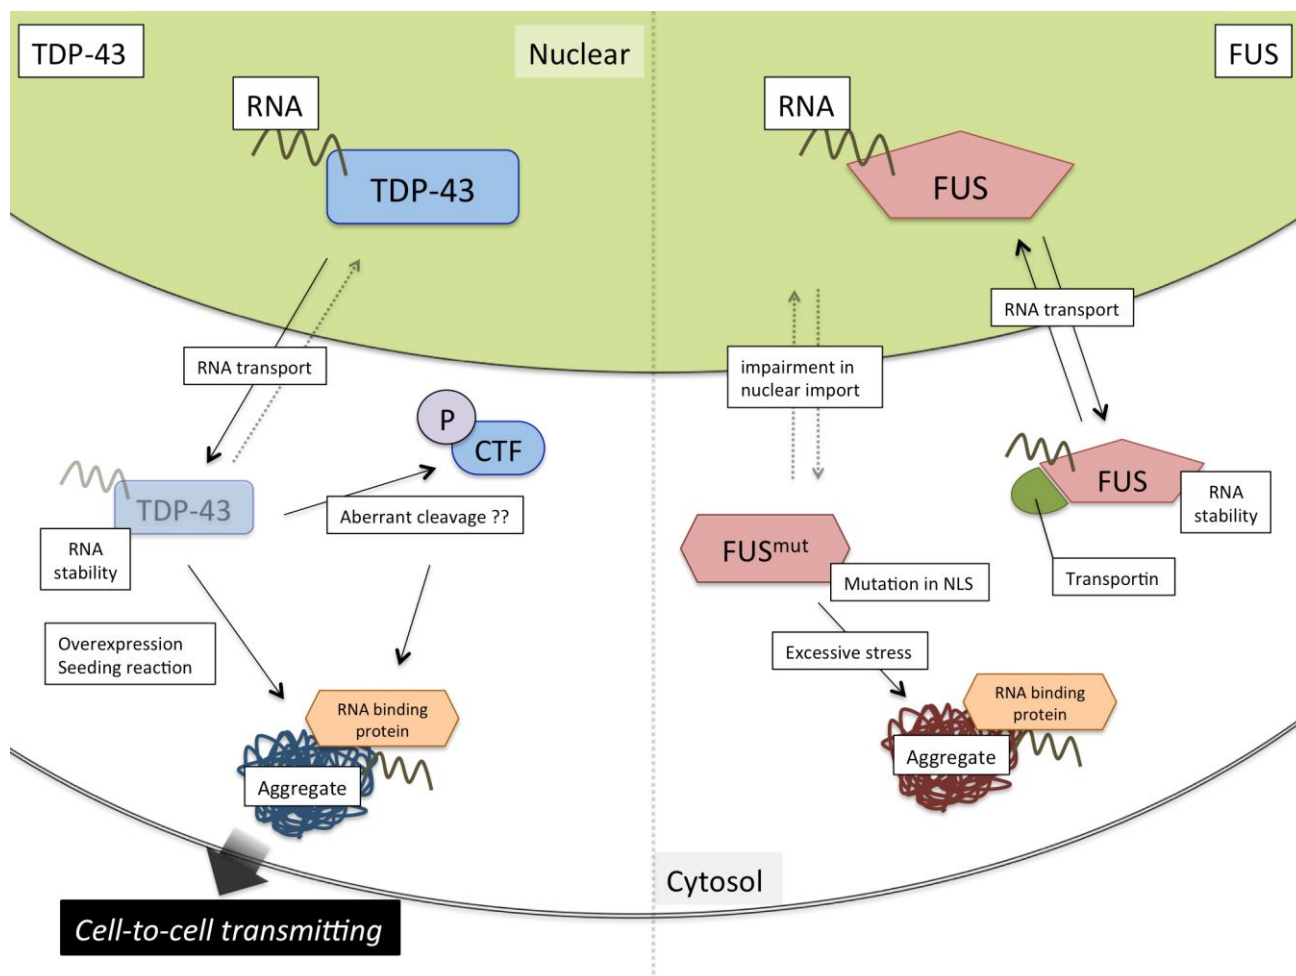 TDP-43
Nuclear
FUS
RNA
TDP-43
RNA
FUS
RNA transport
RNA transport
impairment in
nuclear import
P
CTF
TDP-43
RNA
stability
Aberrant cleavage ??
FUS
RNA
stability
FUSmut
Mutation in NLS
Transportin
Overexpression
Seeding reaction
Excessive stress
RNA binding
protein
Aggregate
RNA binding
protein
Aggregate
Cytosol
Cell-to-cell transmitting